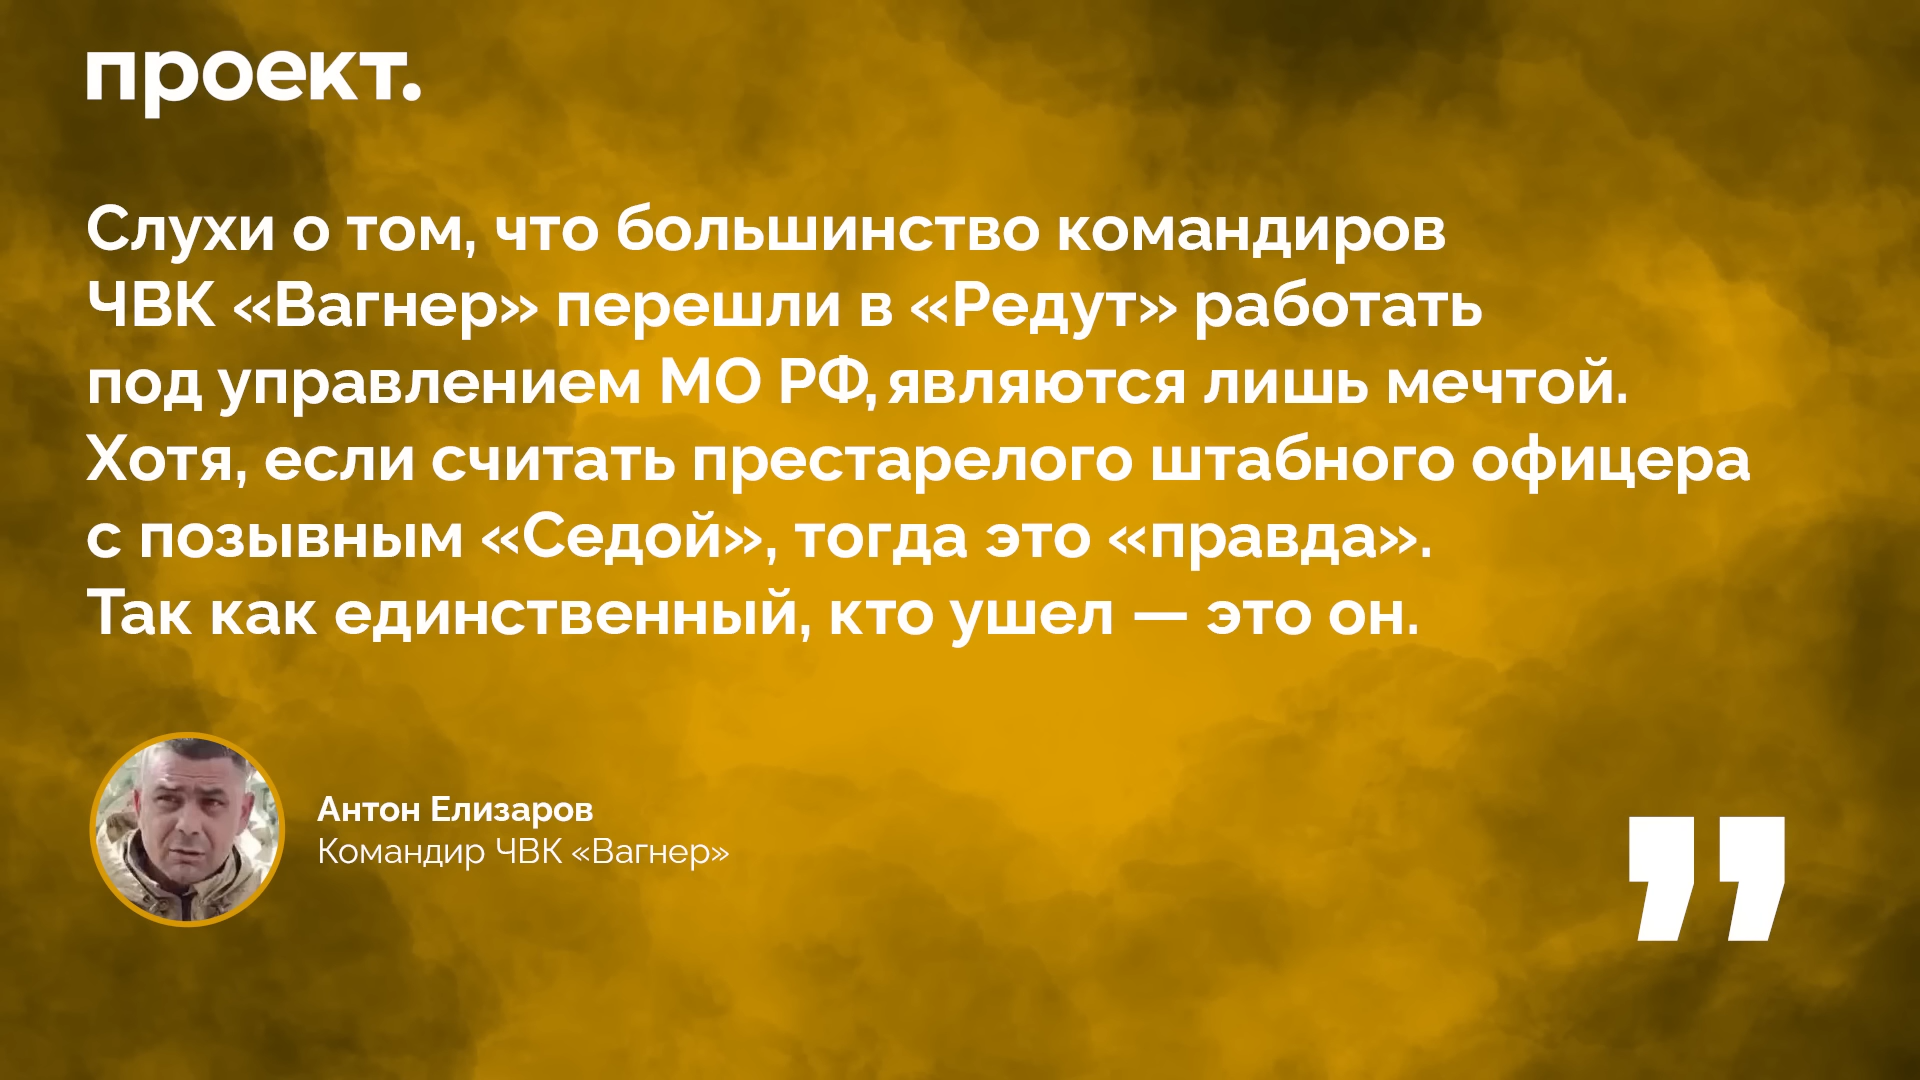 проект.
Слухи о том, что большинство командиров
ЧВК «Вагнер» перешли в «Редут» работать
под управлением МО РФ, являются лишь мечтой.
Хотя, если считать престарелого штабного офицера
с позывным «Седой», тогда это «правда».
Так как единственный, кто ушел — это он.
Антон Елизаров
Командир ЧВК «Вагнер»
”